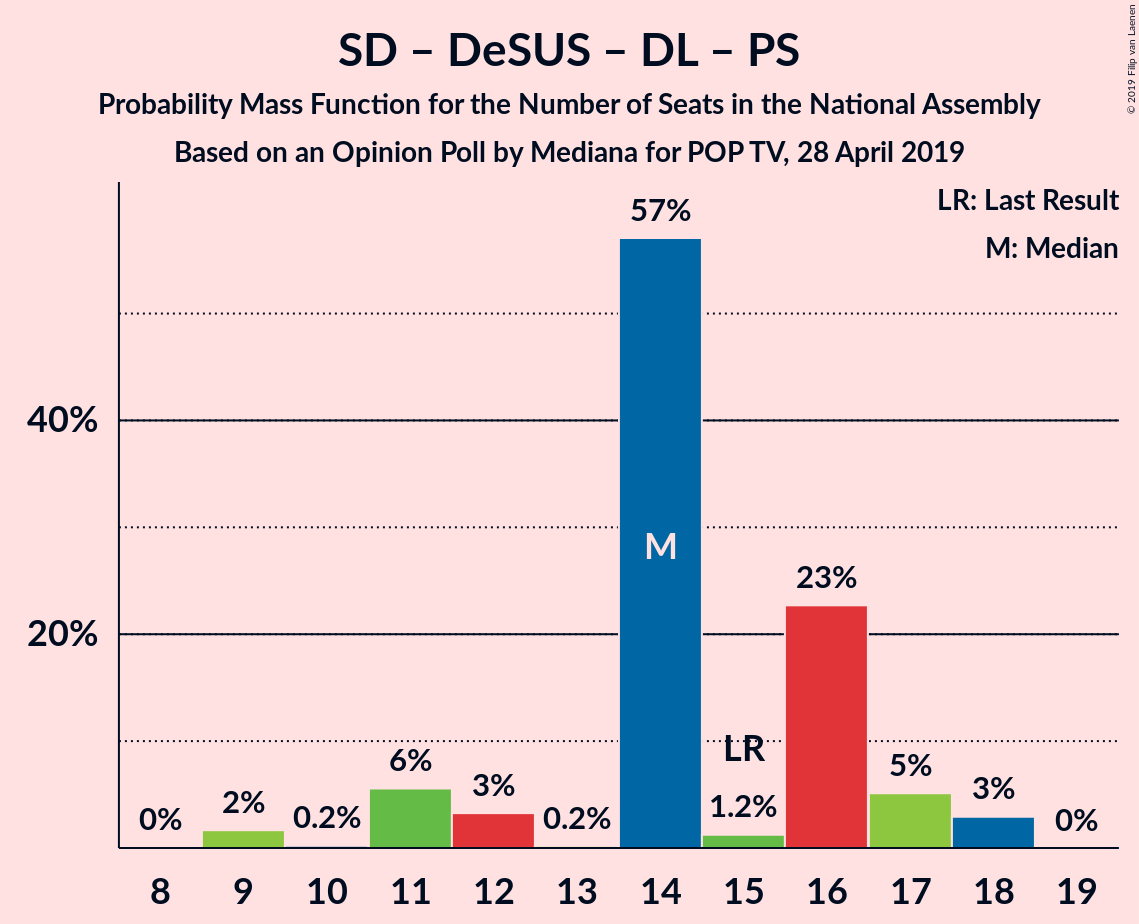 SD – DeSUS – DL – PS
Probability Mass Function for the Number of Seats in the National Assembly
Based on an Opinion Poll by Mediana for POP TV, 28 April 2019
© 2019 Filip van Laenen
LR: Last Result
M: Median
40%
20%
0%
2%
0.2%
6%
3%
0.2%
57%
M
LR
1.2%
23%
5%
3%
0%
8 9 10 11 12 13 14 15 16 17 18 19